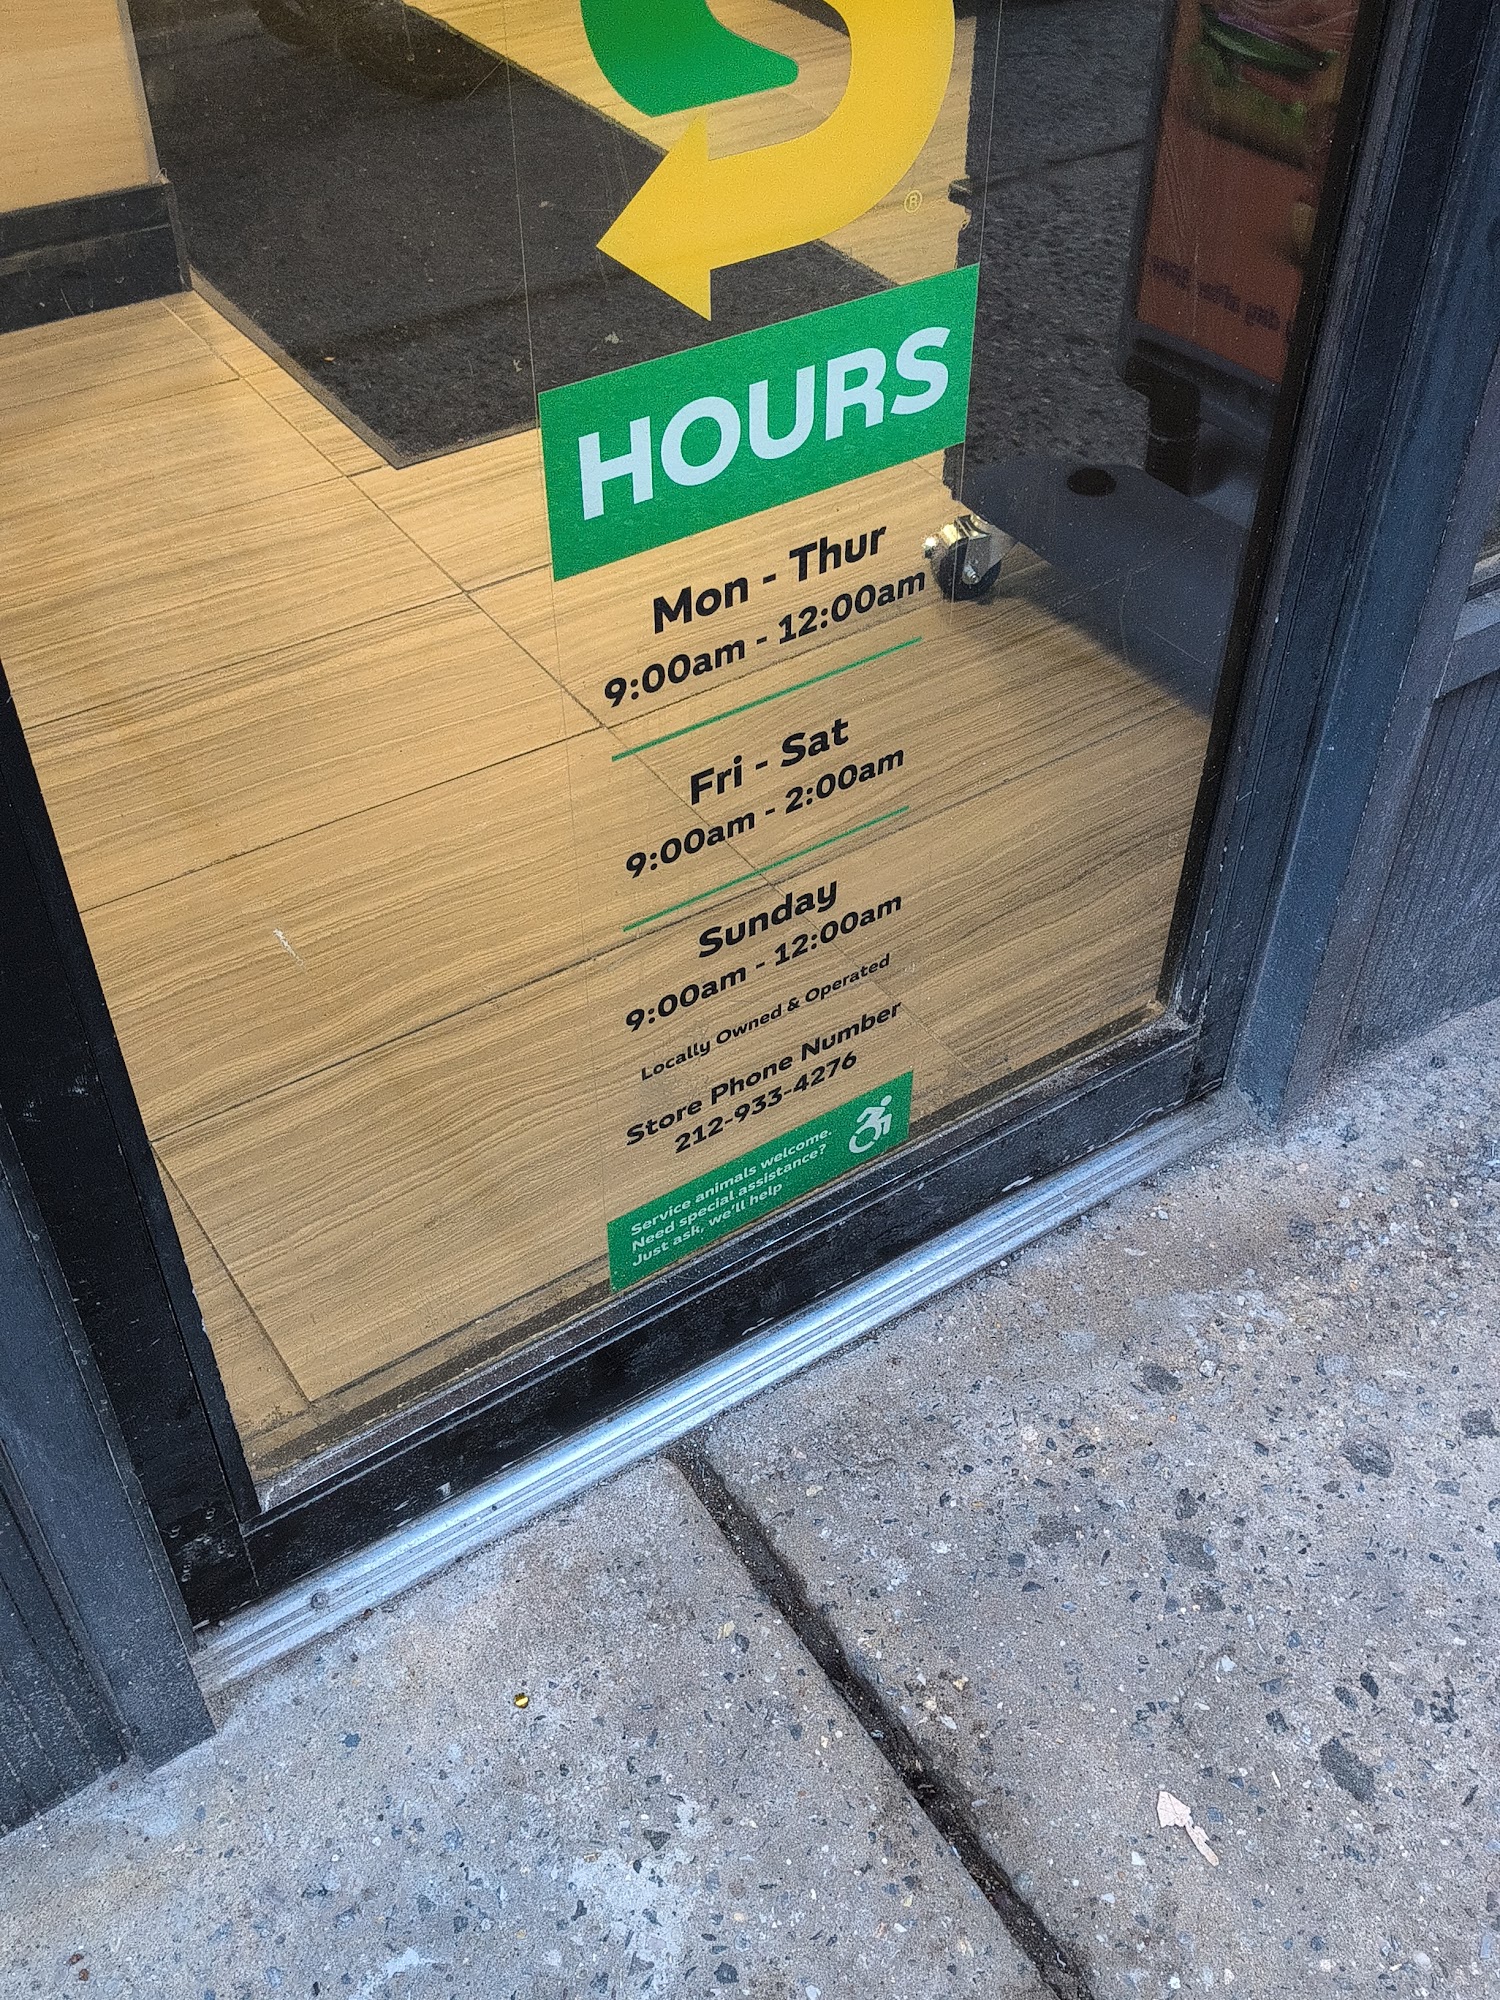 ®
HOURS
Mon - Thur
9:00am - 12:00am
Fri - Sat
9:00am - 2:00am
Sunday
9:00am - 12:00am
Locally Owned & Operated
Store Phone Number
212-933-4276
Service animals welcome.
Need special assistance?
Just ask, we'll help